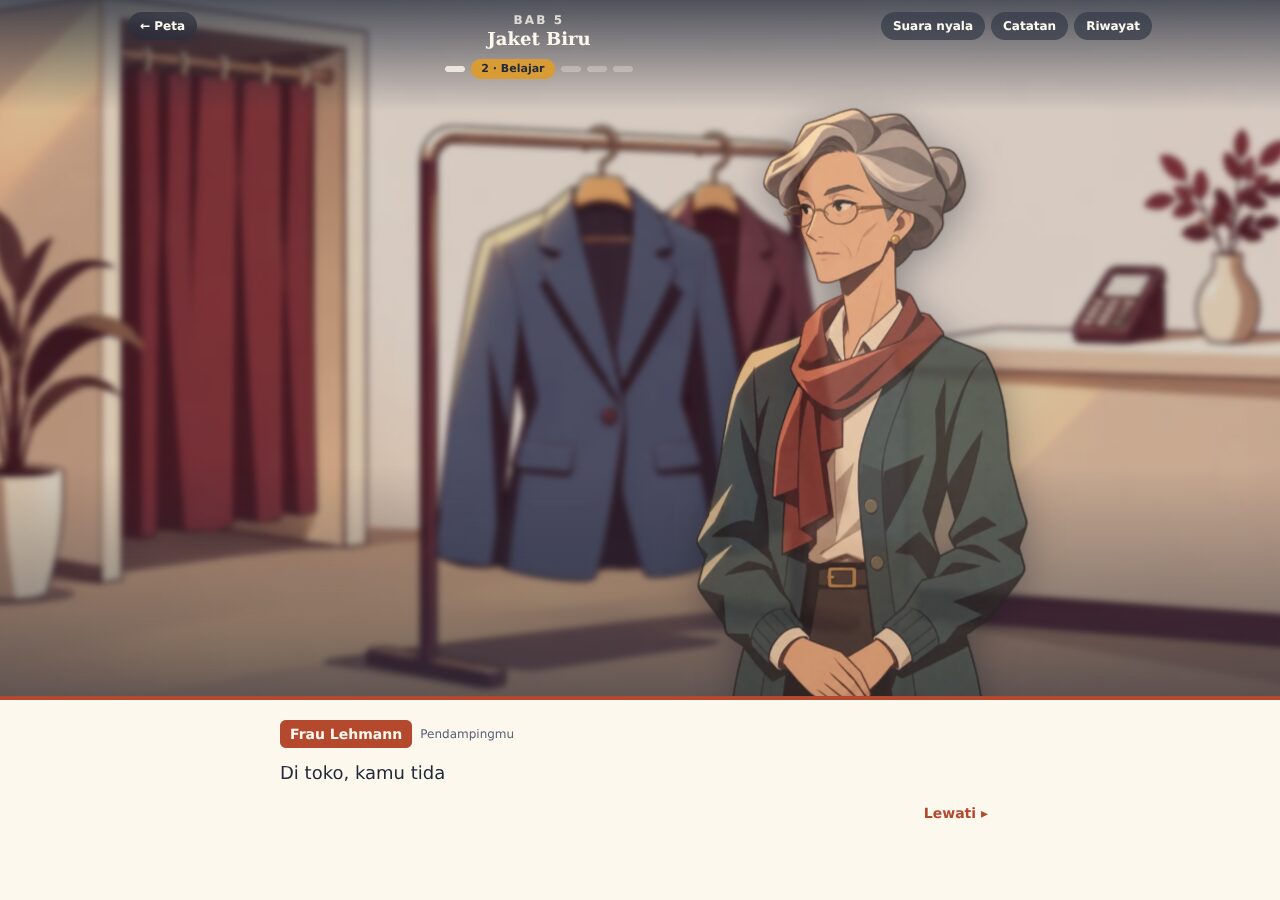 ← Peta
BAB 5
Jaket Biru
2 · Belajar
Suara nyala
Catatan
Riwayat
Frau Lehmann
Pendampingmu
Di toko, kamu tida
Lewati ▸